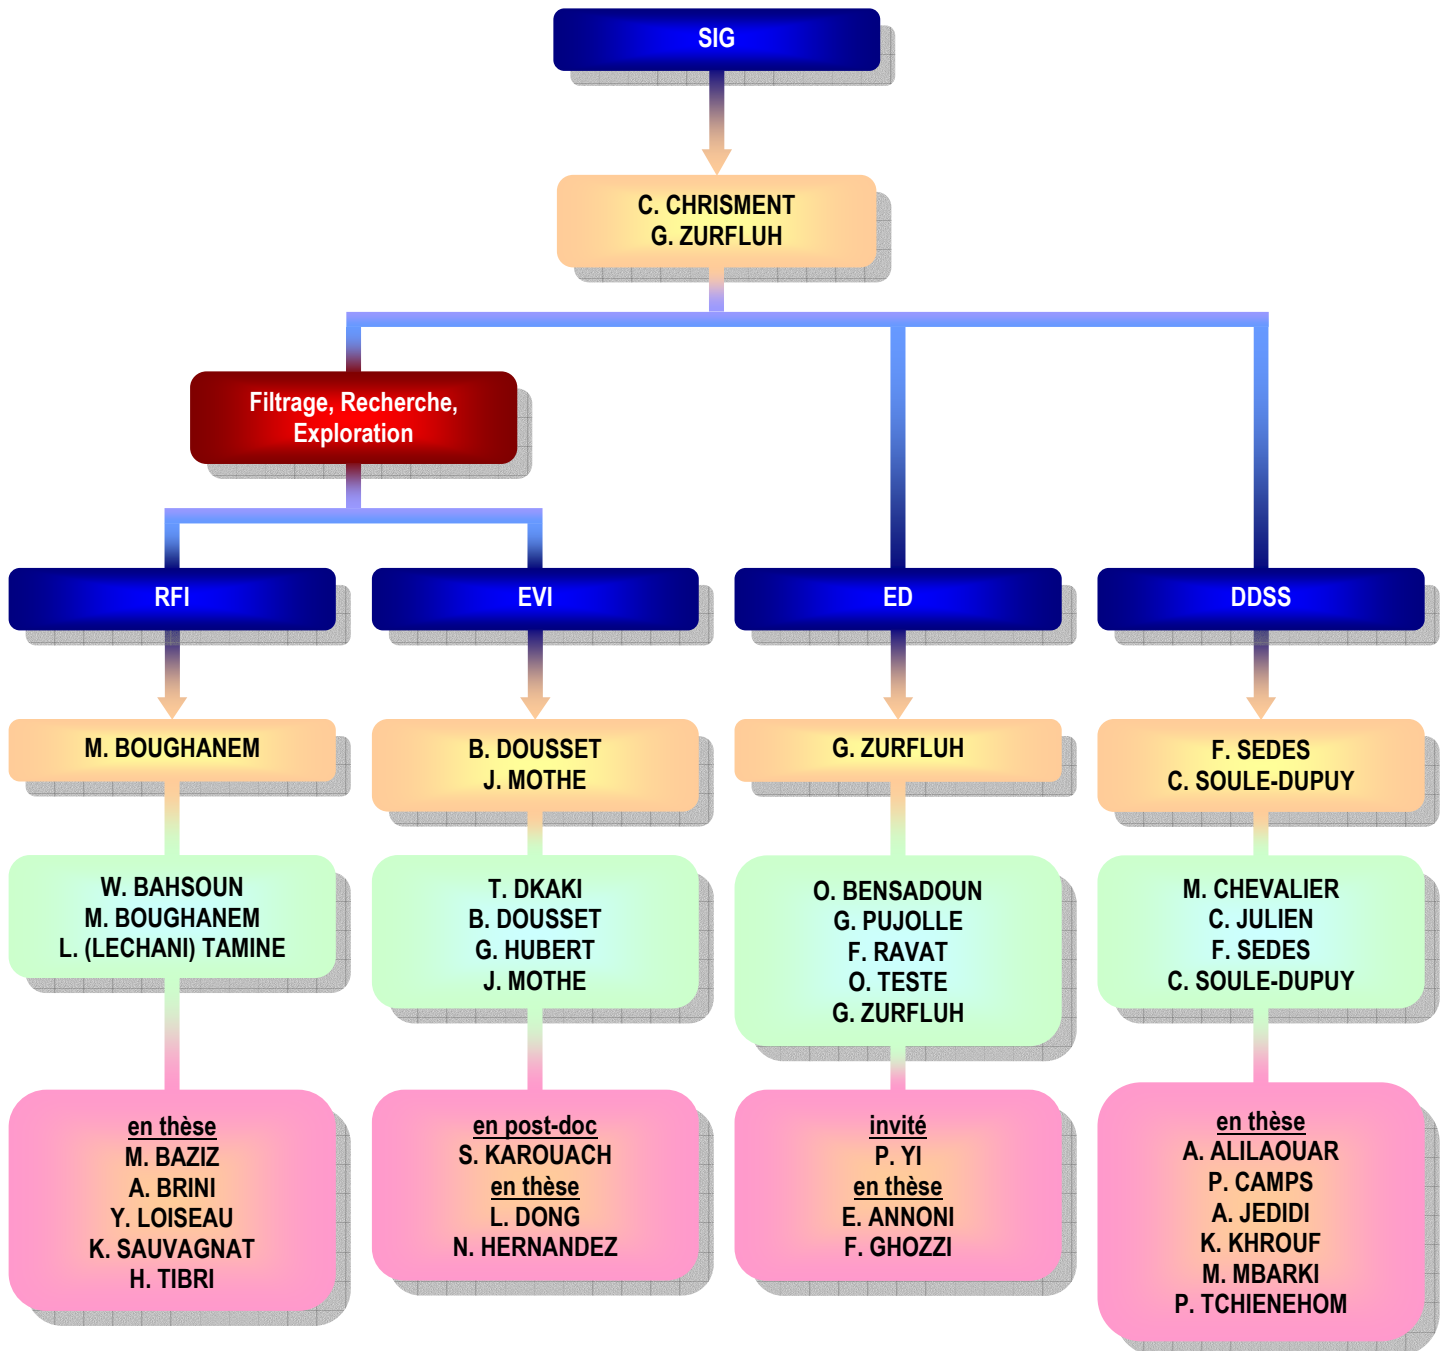 SIG
C. CHRISMENT
G. ZURFLUH
Filtrage, Recherche,
Exploration
RFI
EVI
ED
DDSS
M. BOUGHANEM
B. DOUSSET
J. MOTHE
G. ZURFLUH
F. SEDES
C. SOULE-DUPUY
W. BAHSOUN
M. BOUGHANEM
L. (LECHANI) TAMINE
T. DKAKI
B. DOUSSET
G. HUBERT
J. MOTHE
O. BENSADOUN
G. PUJOLLE
F. RAVAT
O. TESTE
G. ZURFLUH
M. CHEVALIER
C. JULIEN
F. SEDES
C. SOULE-DUPUY
en thèse
M. BAZIZ
A. BRINI
Y. LOISEAU
K. SAUVAGNAT
H. TIBRI
en post-doc
S. KAROUACH
en thèse
L. DONG
N. HERNANDEZ
invité
P. YI
en thèse
E. ANNONI
F. GHOZZI
en thèse
A. ALILAOUAR
P. CAMPS
A. JEDIDI
K. KHROUF
M. MBARKI
P. TCHIENEHOM